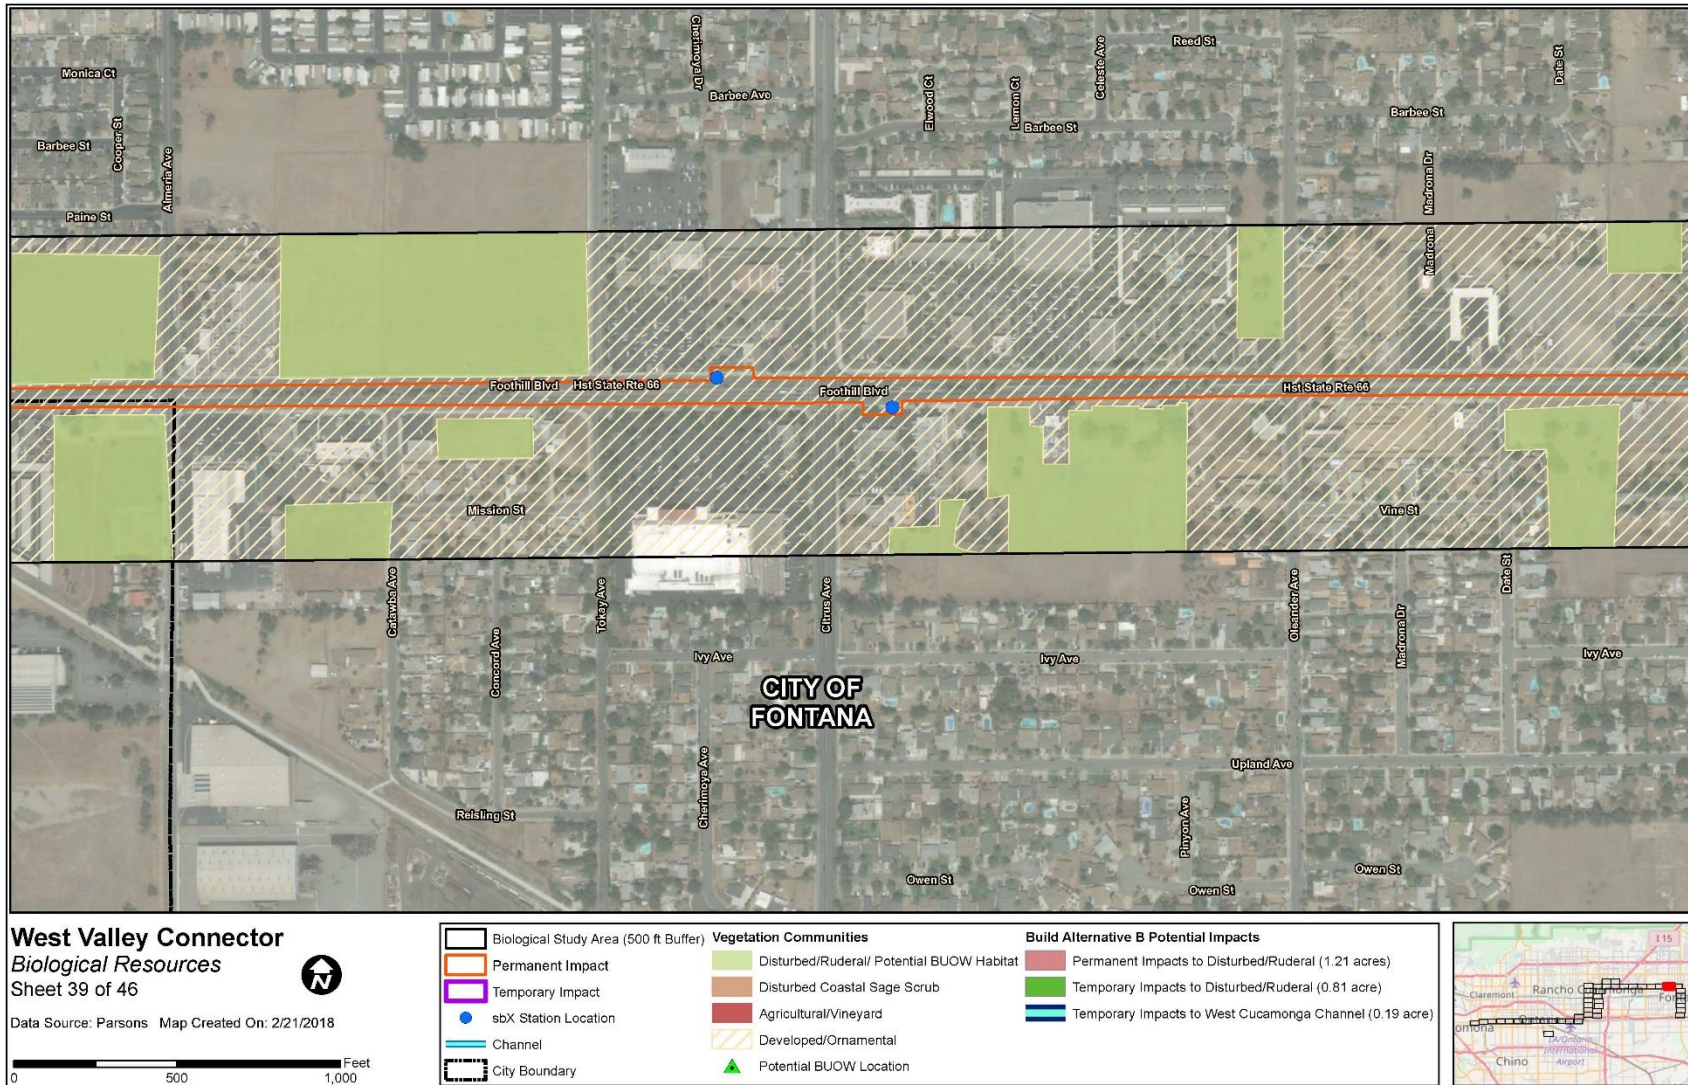 Monica Ct
Barbee St
Cooper St
Paine St
Almeria Ave
Cherimoya Dr
Barbee Ave
Elwood Ct
Lemon Ct
Barbee St
Celeste Ave
Reed St
Date St
Barbee St
Madrona Dr
Madrona
Foothill Blvd
Hst State Rte 66
Foothill Blvd
Hst State Rte 66
Mission St
Vine St
Catawba Ave
Concord Ave
Tokay Ave
Citrus Ave
Oleander Ave
Madrona Dr
Date St
Ivy Ave
Ivy Ave
Ivy Ave
CITY OF
FONTANA
Cherimoya Ave
Upland Ave
Reisling St
Pinyon Ave
Owen St
Owen St
Owen St
West Valley Connector
Biological Resources
Sheet 39 of 46
N
Data Source: Parsons Map Created On: 2/21/2018
Feet
0 500 1,000
Biological Study Area (500 ft Buffer)
Permanent Impact
Temporary Impact
sbX Station Location
Channel
City Boundary
Vegetation Communities
Disturbed/Ruderal/ Potential BUOW Habitat
Disturbed Coastal Sage Scrub
Agricultural/Vineyard
Developed/Ornamental
Potential BUOW Location
Build Alternative B Potential Impacts
Permanent Impacts to Disturbed/Ruderal (1.21 acres)
Temporary Impacts to Disturbed/Ruderal (0.81 acre)
Temporary Impacts to West Cucamonga Channel (0.19 acre)
I 15
Claremont
Rancho Cucamonga
LA/Ontario
International
Airport
Chino